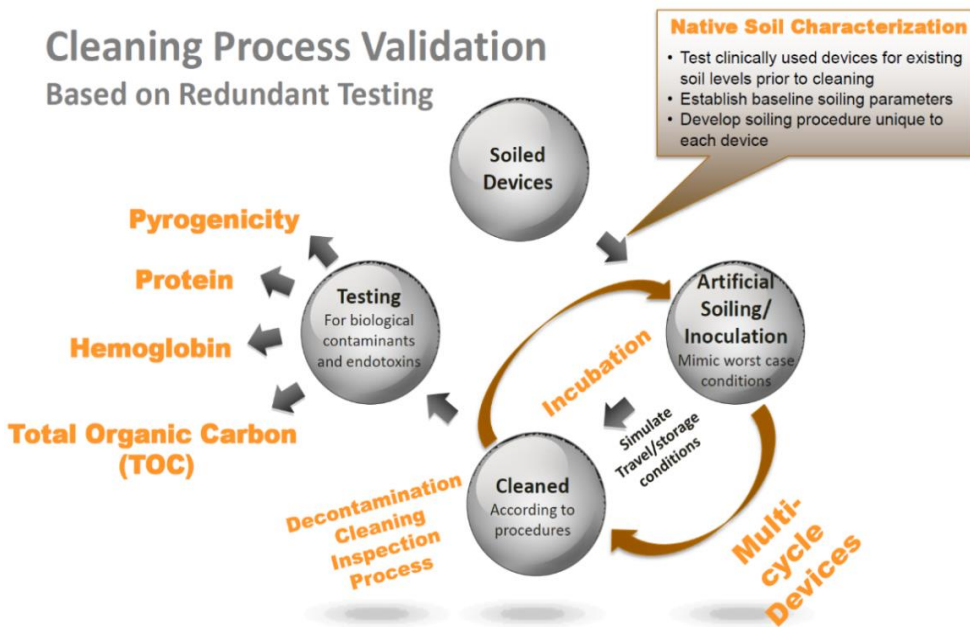 Cleaning Process Validation
Based on Redundant Testing
Native Soil Characterization
• Test clinically used devices for existing
soil levels prior to cleaning
• Establish baseline soiling parameters
• Develop soiling procedure unique to
each device
Soiled
Devices
Pyrogenicity
Protein
Hemoglobin
Total Organic Carbon
(TOC)
Testing
For biological
contaminants
and endotoxins
Artificial
Soiling/
Inoculation
Mimic worst case
conditions
Incubation
Simulate
Travel/storage
conditions
Cleaned
According to
procedures
Decontamination
Cleaning
Inspection
Process
Multi-
cycle
Devices